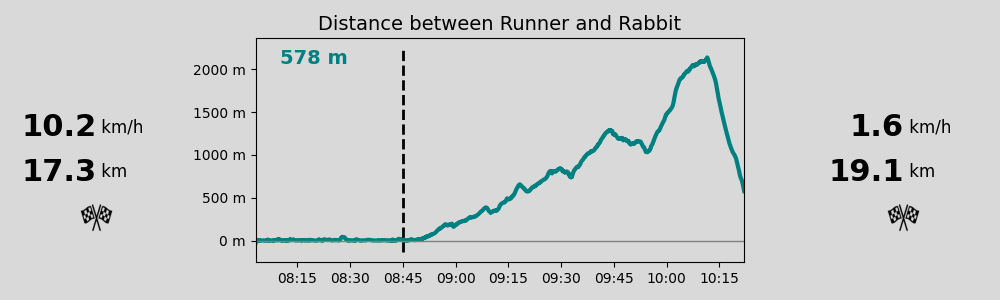 Distance between Runner and Rabbit
578 m
2000 m
1500 m
1000 m
500 m
0 m
08:15 08:30 08:45 09:00 09:15 09:30 09:45 10:00 10:15
10.2 km/h
17.3 km
1.6 km/h
19.1 km